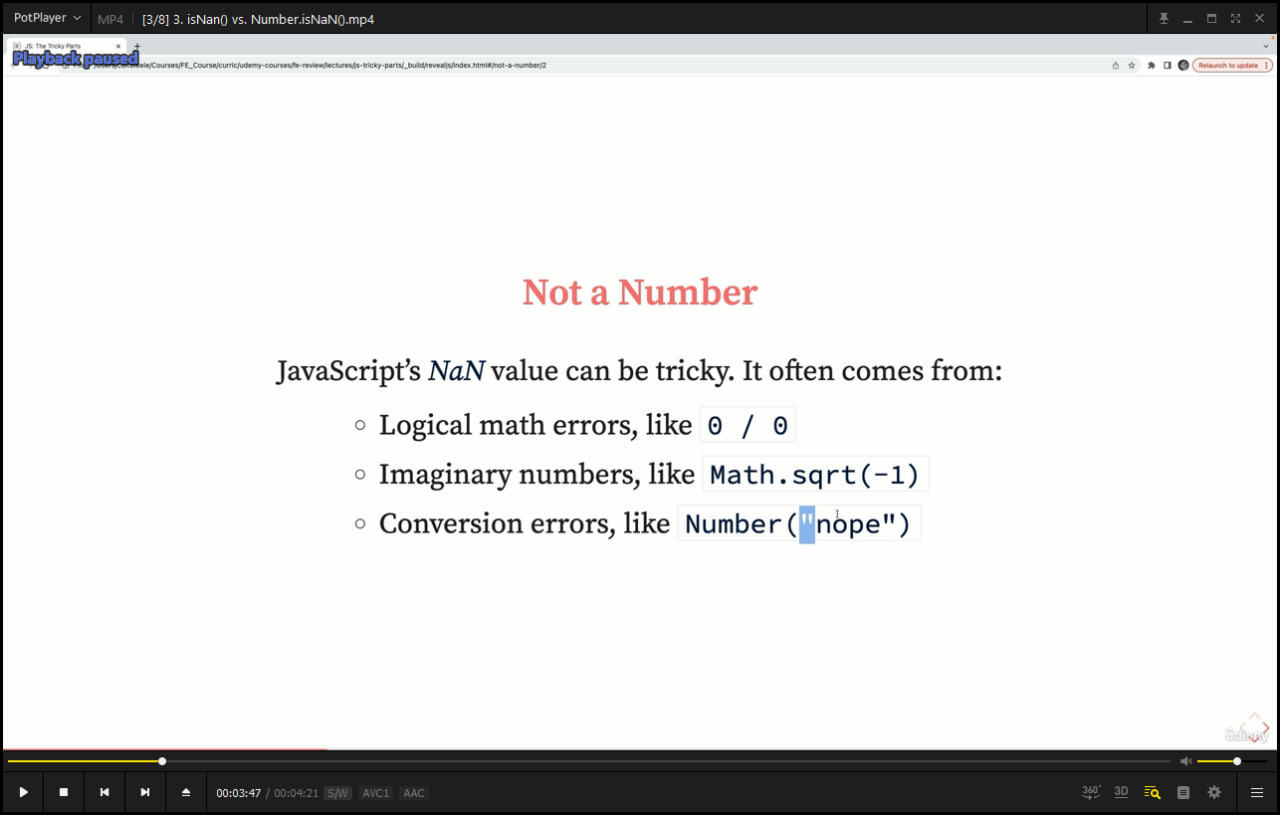 PotPlayer MP4 [3/8] 3. isNan() vs. Number.isNaN().mp4
JS: The Tricky Parts
Playback paused
/Courses/FE_Course/curric/udemy-courses/fe-review/lectures/js-tricky-parts/_build/revealjs/index.html#/not-a-number/2
Relaunch to update
Not a Number
JavaScript’s NaN value can be tricky. It often comes from:
Logical math errors, like 0 / 0
Imaginary numbers, like Math.sqrt(-1)
Conversion errors, like Number("nope")
ûdemy
00:03:47 / 00:04:21 S/W AVC1 AAC
360° 3D